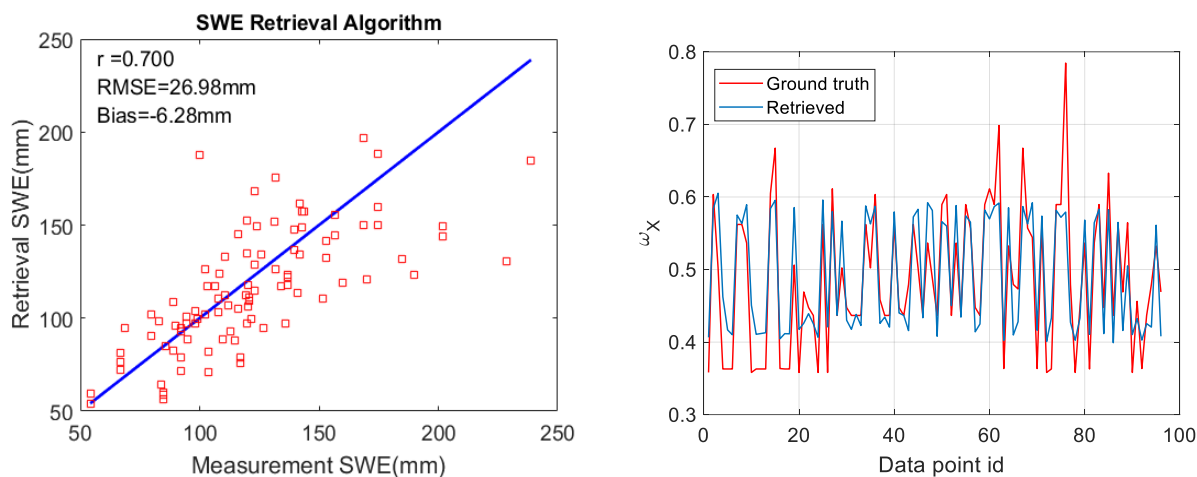 SWE Retrieval Algorithm
r =0.700
RMSE=26.98mm
Bias=-6.28mm
250
200
150
100
50
Retrieval SWE(mm)
50 100 150 200 250
Measurement SWE(mm)
Ground truth
Retrieved
0.8
0.7
0.6
0.5
0.4
0.3
ωX
0 20 40 60 80 100
Data point id